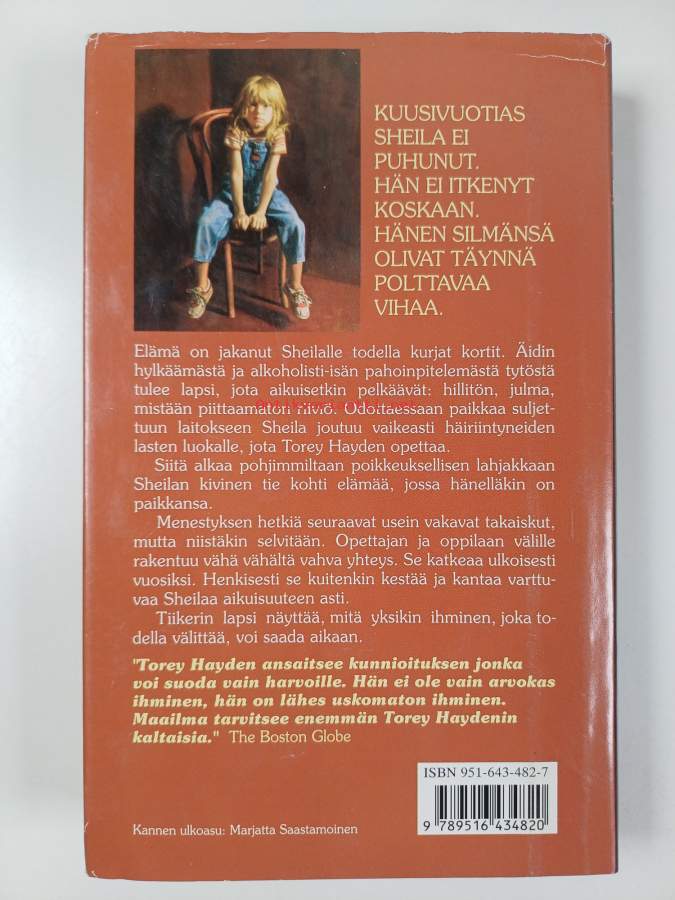 KUUSIVUOTIAS
SHEILA EI
PUHUNUT.
HÄN EI ITKENYT
KOSKAAN.
HÄNEN SILMÄNSÄ
OLIVAT TÄYNNÄ
POLTTAVAA
VIHAA.
Elämä on jakanut Sheilalle todella kurjat kortit. Äidin
hylkäämästä ja alkoholisti-isän pahoinpitelemästä tytöstä
tulee lapsi, jota aikuisetkin pelkäävät: hillitön, julma,
mistään piittaamaton hirviö. Odottaessaan paikkaa suljet-
tuun laitokseen Sheila joutuu vaikeasti häiriintyneiden
lasten luokalle, jota Torey Hayden opettaa.
Siitä alkaa pohjimmiltaan poikkeuksellisen lahjakkaan
Sheilan kivinen tie kohti elämää, jossa hänelläkin on
paikkansa.
Menestyksen hetkiä seuraavat usein vakavat takaiskut,
mutta niistäkin selvitään. Opettajan ja oppilaan välille
rakentuu vähä vähältä vahva yhteys. Se katkeaa ulkoisesti
vuosiksi. Henkisesti se kuitenkin kestää ja kantaa varttu-
vaa Sheilaa aikuisuuteen asti.
Tiikerin lapsi näyttää, mitä yksikin ihminen, joka to-
della välittää, voi saada aikaan.
"Torey Hayden ansaitsee kunnioituksen jonka
voi suoda vain harvoille. Hän ei ole vain arvokas
ihminen, hän on lähes uskomaton ihminen.
Maailma tarvitsee enemmän Torey Haydenin
kaltaisia." The Boston Globe
ISBN 951-643-482-7
9 789516 434820
Kannen ulkoasu: Marjatta Saastamoinen